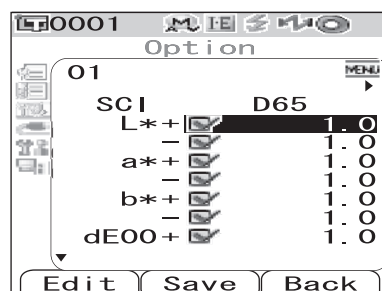 0001 M I·E
Option
01 MENU
SCI D65
L*+ 1.0
− 1.0
a*+ 1.0
− 1.0
b*+ 1.0
− 1.0
dE00+ 1.0
Edit Save Back